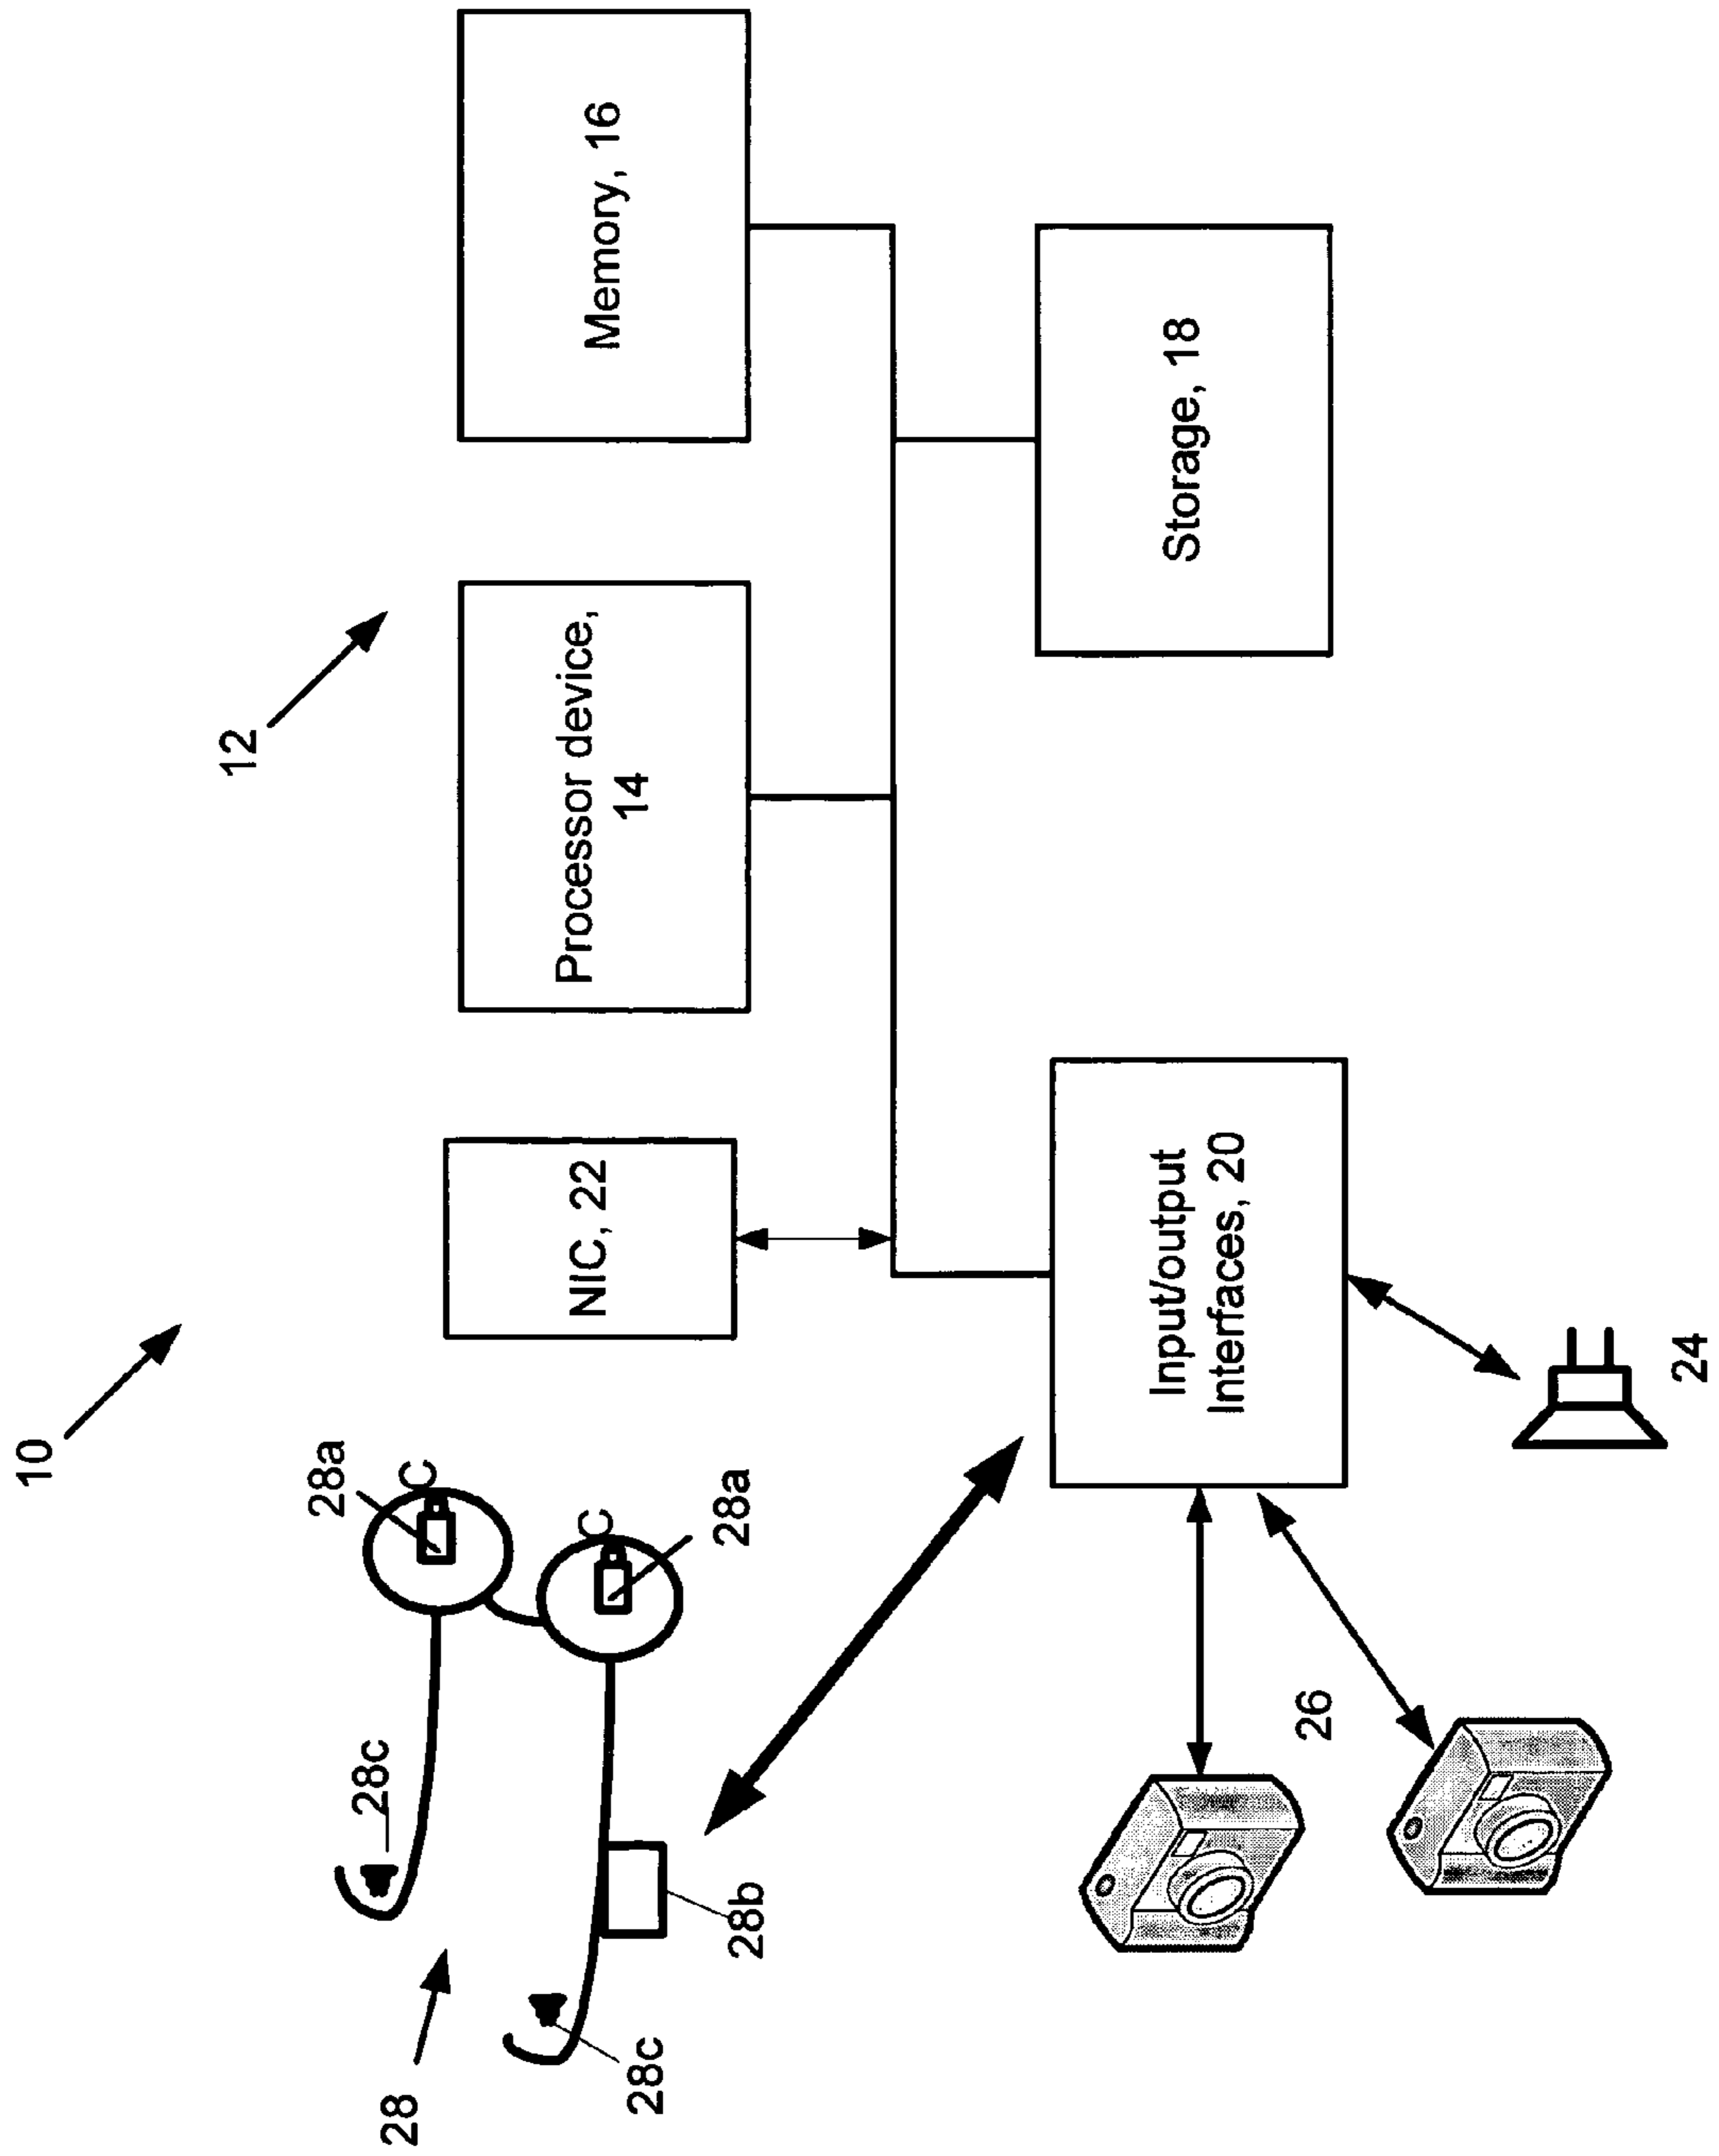 10
12
28a
28c
28
C
NIC, 22
Processor device,
14
Memory, 16
C
28c
28a
28b
Input/output
Interfaces, 20
Storage, 18
26
24